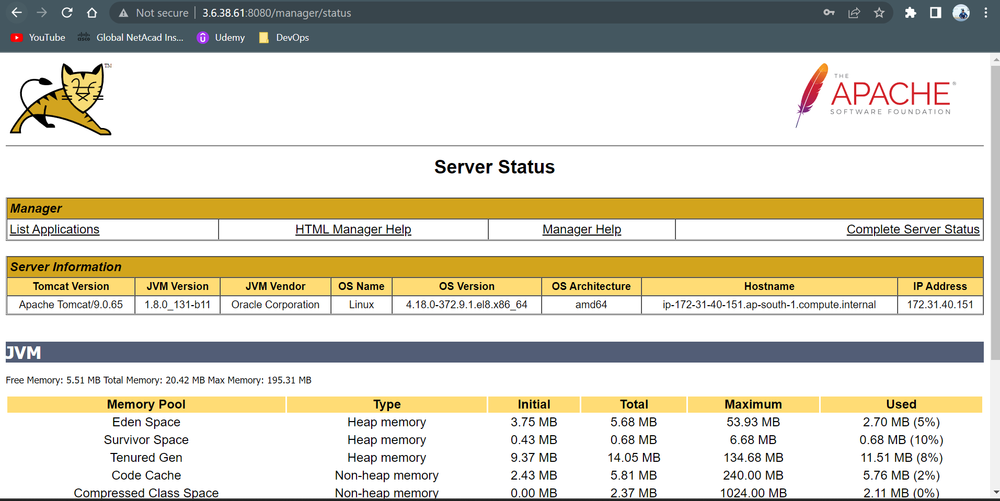 Not secure 3.6.38.61:8080/manager/status
YouTube Global NetAcad Ins... Udemy DevOps
TM
THE
APACHE®
SOFTWARE FOUNDATION
Server Status
Manager
List Applications HTML Manager Help Manager Help Complete Server Status
Server Information
Tomcat Version JVM Version JVM Vendor OS Name OS Version OS Architecture Hostname IP Address
Apache Tomcat/9.0.65 1.8.0_131-b11 Oracle Corporation Linux 4.18.0-372.9.1.el8.x86_64 amd64 ip-172-31-40-151.ap-south-1.compute.internal 172.31.40.151
JVM
Free Memory: 5.51 MB Total Memory: 20.42 MB Max Memory: 195.31 MB
Memory Pool Type Initial Total Maximum Used
Eden Space Heap memory 3.75 MB 5.68 MB 53.93 MB 2.70 MB (5%)
Survivor Space Heap memory 0.43 MB 0.68 MB 6.68 MB 0.68 MB (10%)
Tenured Gen Heap memory 9.37 MB 14.05 MB 134.68 MB 11.51 MB (8%)
Code Cache Non-heap memory 2.43 MB 5.81 MB 240.00 MB 5.76 MB (2%)
Compressed Class Space Non-heap memory 0.00 MB 2.37 MB 1024.00 MB 2.11 MB (0%)